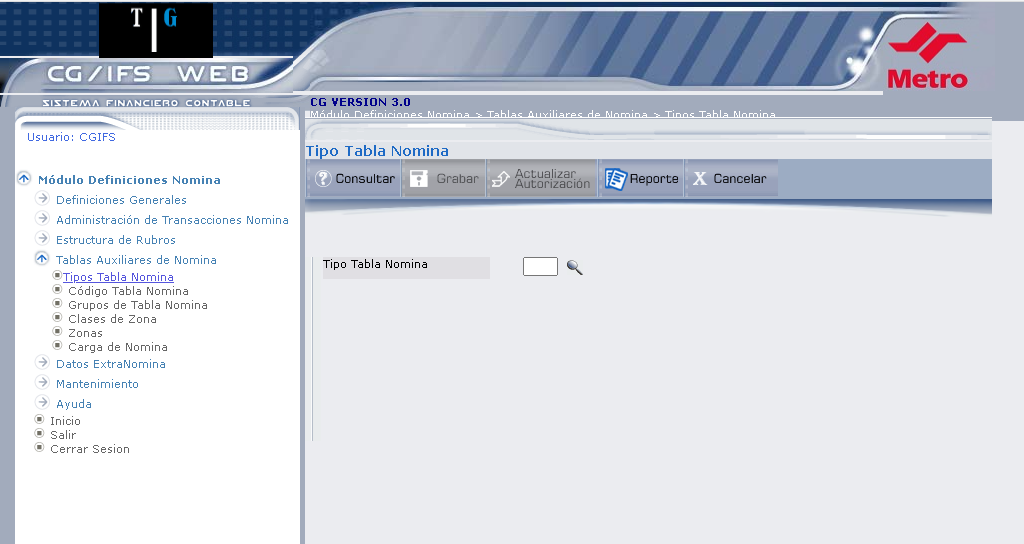 T G
CG/IFS WEB
SISTEMA FINANCIERO CONTABLE
Metro
CG VERSION 3.0
Módulo Definiciones Nomina > Tablas Auxiliares de Nomina > Tipos Tabla Nomina
Usuario: CGIFS
Módulo Definiciones Nomina
Definiciones Generales
Administración de Transacciones Nomina
Estructura de Rubros
Tablas Auxiliares de Nomina
Tipos Tabla Nomina
Código Tabla Nomina
Grupos de Tabla Nomina
Clases de Zona
Zonas
Carga de Nomina
Datos ExtraNomina
Mantenimiento
Ayuda
Inicio
Salir
Cerrar Sesion
Tipo Tabla Nomina
Consultar
Grabar
Actualizar
Autorización
Reporte
X Cancelar
Tipo Tabla Nomina